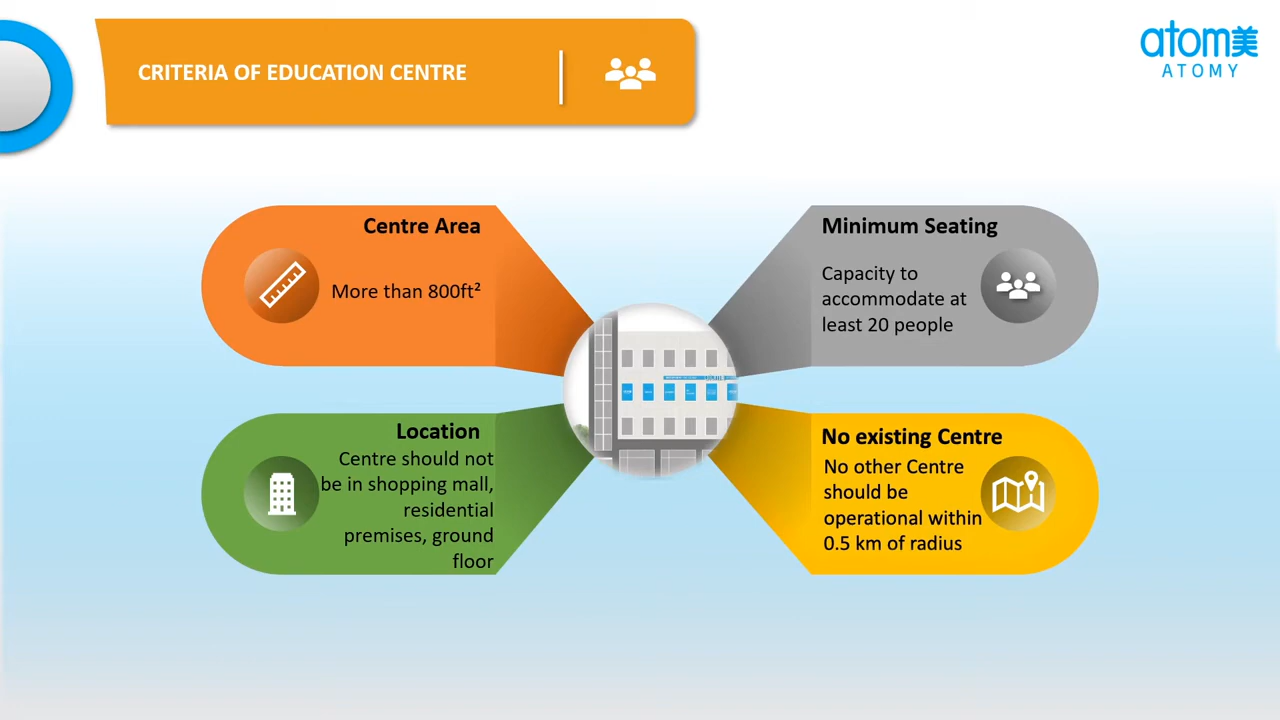 CRITERIA OF EDUCATION CENTRE
atom美
ATOMY
Centre Area
More than 800ft²
Minimum Seating
Capacity to
accommodate at
least 20 people
Location
Centre should not
be in shopping mall,
residential
premises, ground
floor
No existing Centre
No other Centre
should be
operational within
0.5 km of radius